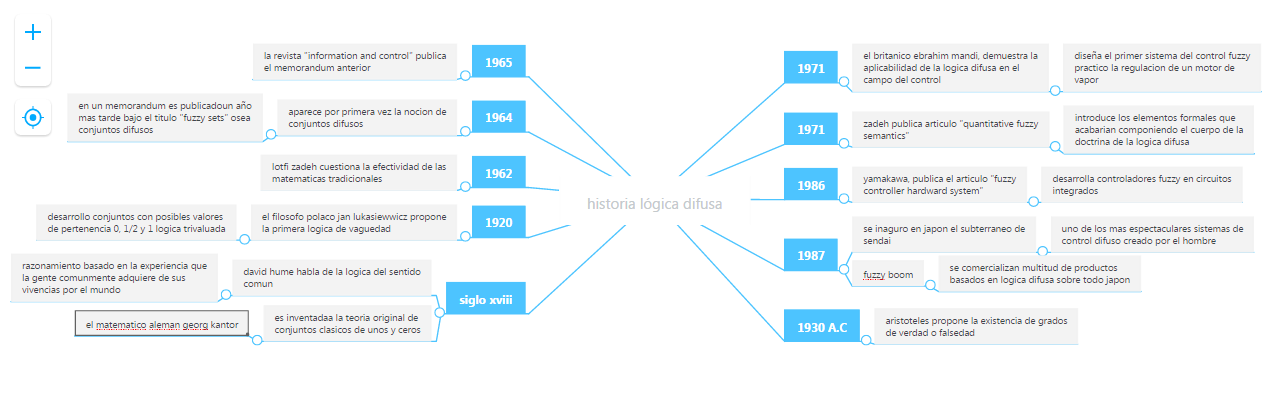 historia lógica difusa
1965
la revista "information and control" publica
el memorandum anterior
1964
aparece por primera vez la nocion de
conjuntos difusos
en un memorandum es publicadoun año
mas tarde bajo el titulo "fuzzy sets" osea
conjuntos difusos
1962
lotfi zadeh cuestiona la efectividad de las
matematicas tradicionales
1920
el filosofo polaco jan lukasiewwicz propone
la primera logica de vaguedad
desarrollo conjuntos con posibles valores
de pertenencia 0, 1/2 y 1 logica trivaluada
siglo xviii
david hume habla de la logica del sentido
comun
razonamiento basado en la experiencia que
la gente comunmente adquiere de sus
vivencias por el mundo
es inventadaa la teoria original de
conjuntos clasicos de unos y ceros
el matematico aleman georg kantor
1971
el britanico ebrahim mandi, demuestra la
aplicabilidad de la logica difusa en el
campo del control
diseña el primer sistema del control fuzzy
practico la regulacion de un motor de
vapor
1971
zadeh publica articulo "quantitative fuzzy
semantics"
introduce los elementos formales que
acabarian componiendo el cuerpo de la
doctrina de la logica difusa
1986
yamakawa, publica el articulo "fuzzy
controller hardward system"
desarrolla controladores fuzzy en circuitos
integrados
1987
se inaguro en japon el subterraneo de
sendai
uno de los mas espectaculares sistemas de
control difuso creado por el hombre
fuzzy boom
se comercializan multitud de productos
basados en logica difusa sobre todo japon
1930 A.C
aristoteles propone la existencia de grados
de verdad o falsedad